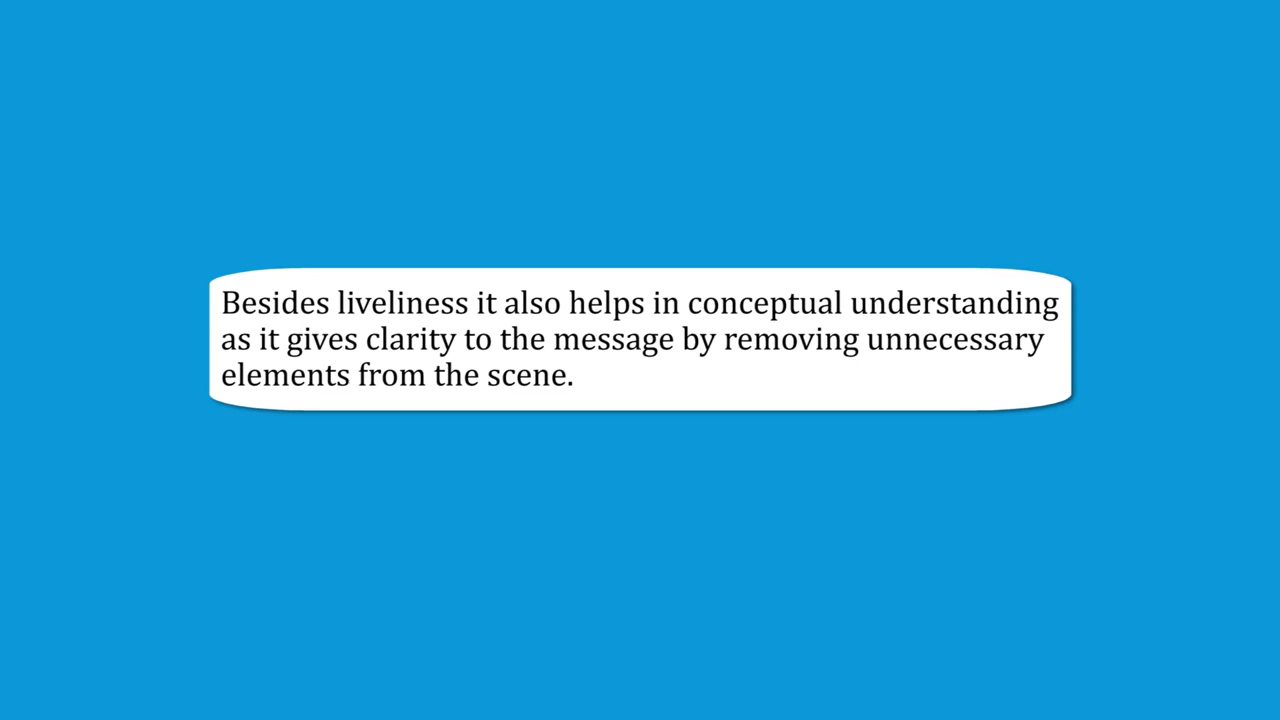 Besides liveliness it also helps in conceptual understanding
as it gives clarity to the message by removing unnecessary
elements from the scene.